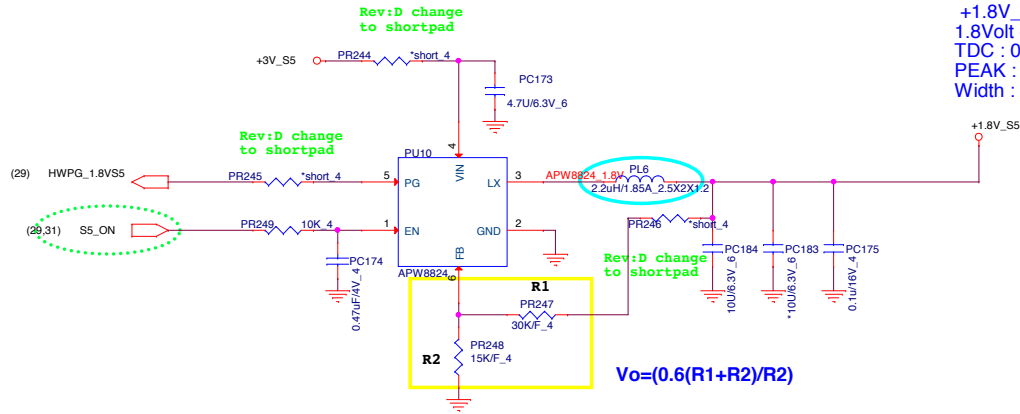 Rev:D change
to shortpad
+1.8V_
1.8Volt
TDC : 0
PEAK :
Width :
+3V_S5
PR244
*short_4
PC173
4.7U/6.3V_6
+1.8V_S5
Rev:D change
to shortpad
PU10
4
VIN
(29)
HWPG_1.8VS5
PR245
*short_4
5
PG
LX
3
APW8824_1.8V
PL6
2.2uH/1.85A_2.5X2X1.2
(29,31)
S5_ON
PR249
10K_4
1
EN
GND
2
PR246
*short_4
FB
PC174
0.47uF/4V_4
APW8824
6
Rev:D change
to shortpad
PC184
10U/6.3V_6
PC183
*10U/6.3V_6
PC175
0.1u/16V_4
R1
PR247
30K/F_4
R2
PR248
15K/F_4
Vo=(0.6(R1+R2)/R2)